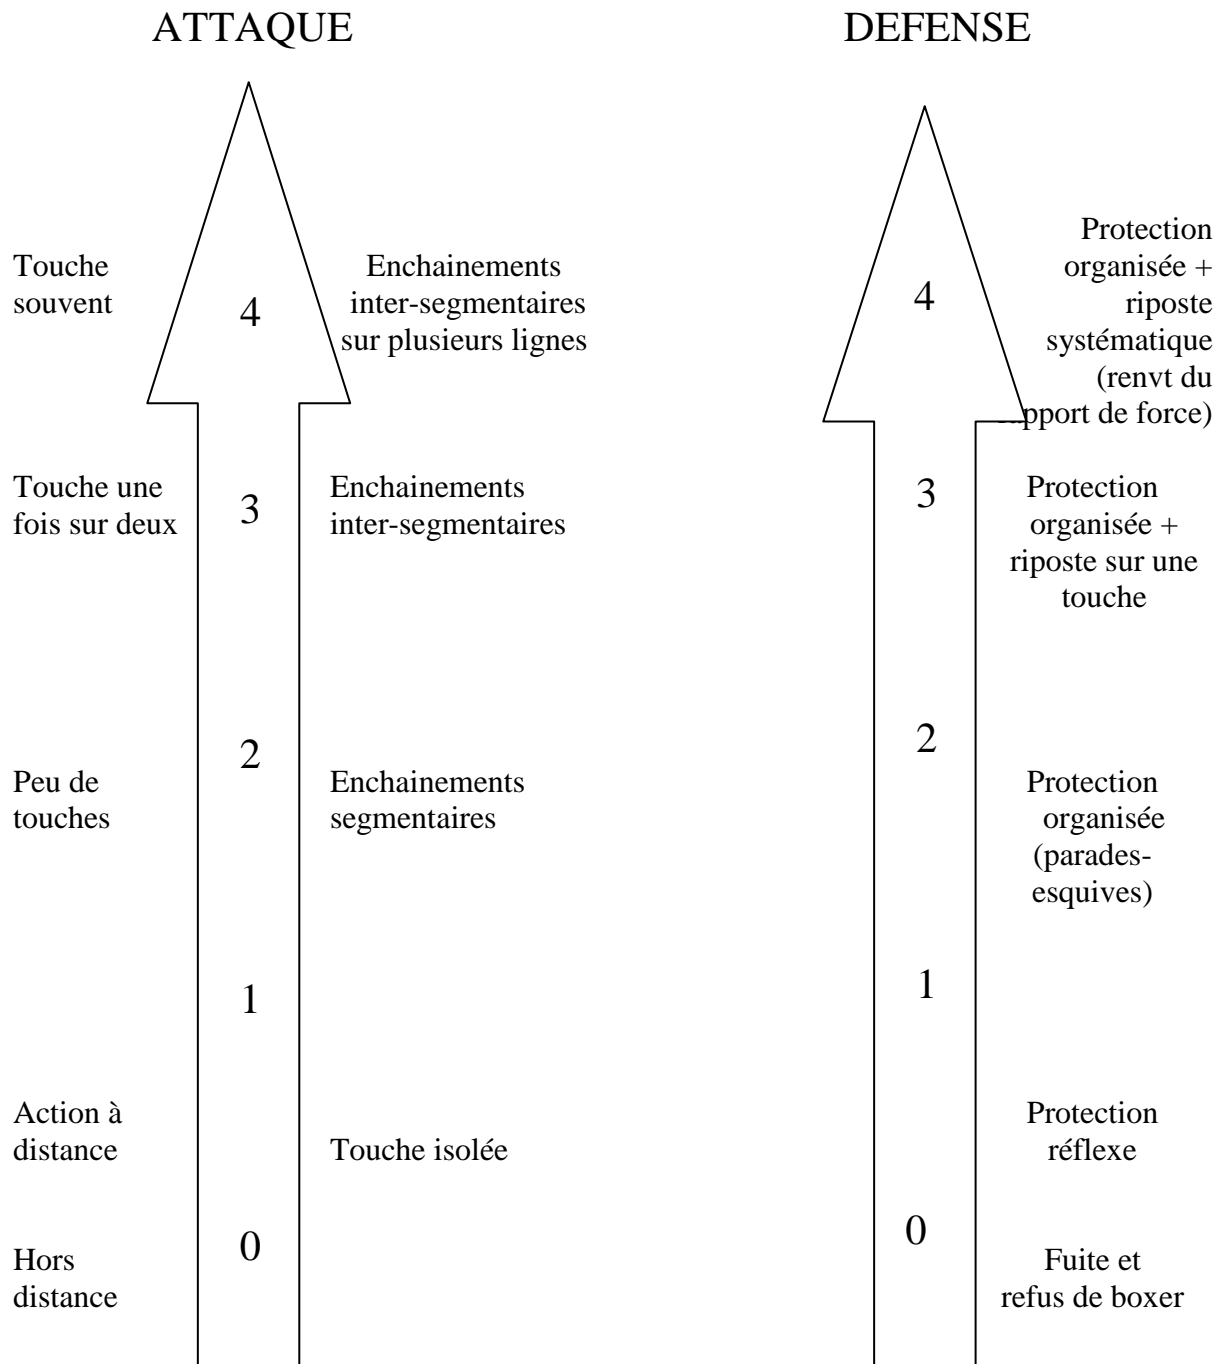 ATTAQUE
DEFENSE
Touche
souvent
4
Enchainements
inter-segmentaires
sur plusieurs lignes
4
Protection
organisée +
riposte
systématique
(renvt du
de force)
Touche une
fois sur deux
3
Enchainements
inter-segmentaires
3
Protection
organisée +
riposte sur une
touche
2
Peu de
touches
Enchainements
segmentaires
2
Protection
organisée
(parades-
esquives)
1
1
Action à
distance
Touche isolée
Protection
réflexe
0
Hors
distance
0
Fuite et
refus de boxer